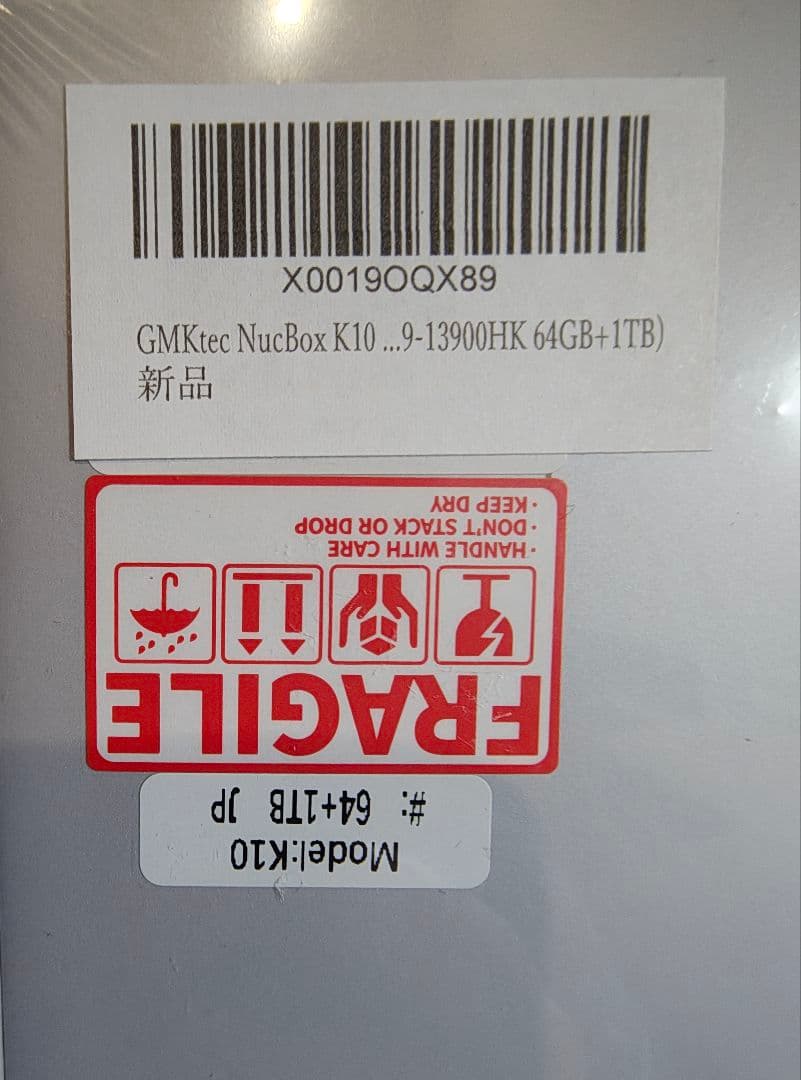 X0019OQX89
GMKtec NucBox K10 ...9-13900HK 64GB+1TB)
新品
FRAGILE
· HANDLE WITH CARE
· DON'T STACK OR DROP
· KEEP DRY
Model:K10
#: 64+1TB JP